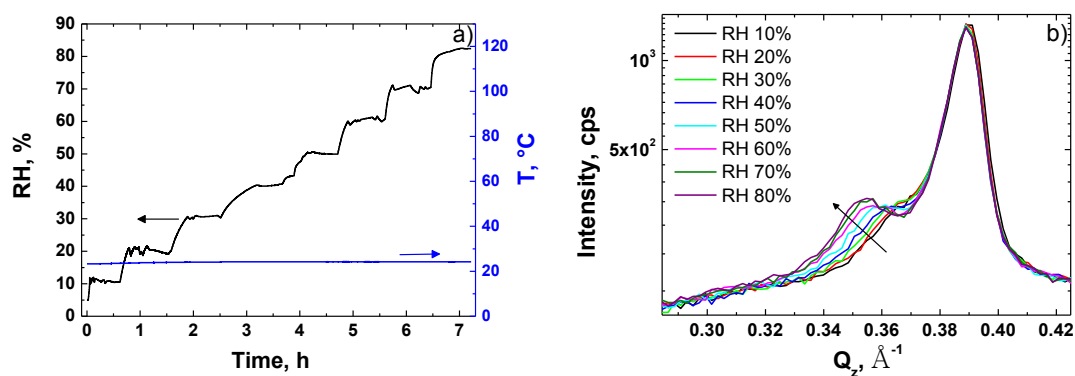 a)
90
80
70
60
50
40
30
20
10
0
RH, %
120
100
80
60
40
20
0
T, °C
0 1 2 3 4 5 6 7
Time, h
b)
RH 10%
RH 20%
RH 30%
RH 40%
RH 50%
RH 60%
RH 70%
RH 80%
10³
5x10²
Intensity, cps
0.30 0.32 0.34 0.36 0.38 0.40 0.42
Qz, Å⁻¹